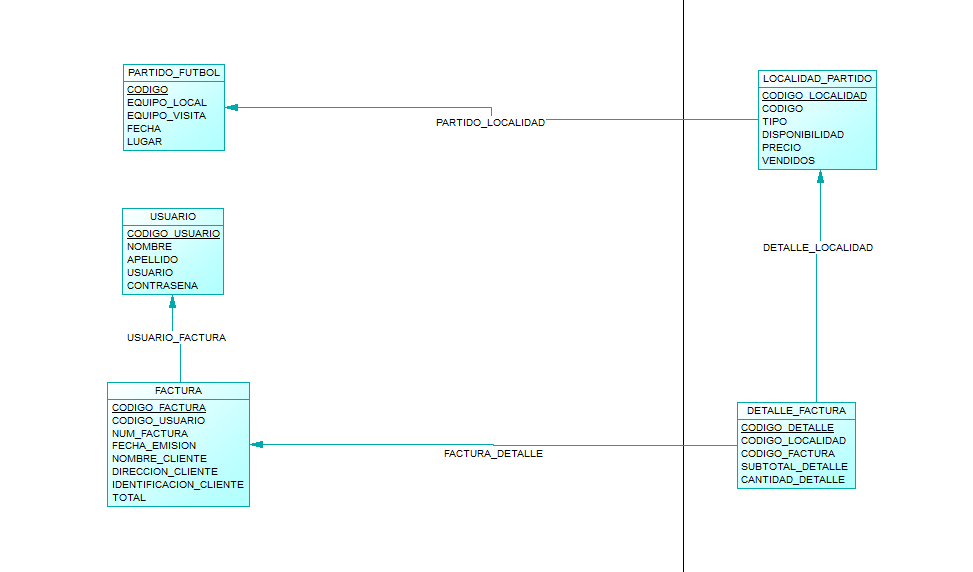 PARTIDO_FUTBOL
CODIGO
EQUIPO_LOCAL
EQUIPO_VISITA
FECHA
LUGAR
PARTIDO_LOCALIDAD
LOCALIDAD_PARTIDO
CODIGO_LOCALIDAD
CODIGO
TIPO
DISPONIBILIDAD
PRECIO
VENDIDOS
USUARIO
CODIGO_USUARIO
NOMBRE
APELLIDO
USUARIO
CONTRASENA
DETALLE_LOCALIDAD
USUARIO_FACTURA
FACTURA
CODIGO_FACTURA
CODIGO_USUARIO
NUM_FACTURA
FECHA_EMISION
NOMBRE_CLIENTE
DIRECCION_CLIENTE
IDENTIFICACION_CLIENTE
TOTAL
FACTURA_DETALLE
DETALLE_FACTURA
CODIGO_DETALLE
CODIGO_LOCALIDAD
CODIGO_FACTURA
SUBTOTAL_DETALLE
CANTIDAD_DETALLE